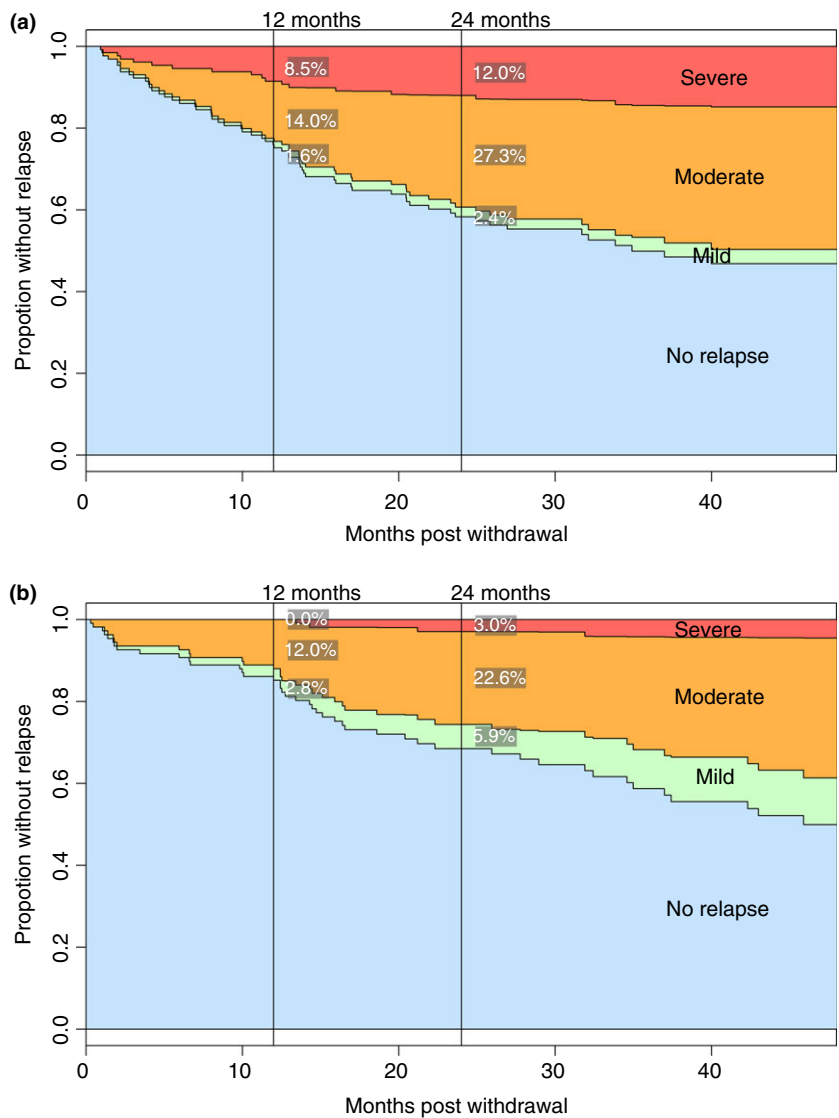 (a)
12 months 24 months
1.0
0.8
0.6
0.4
0.2
0.0
Propotion without relapse
8.5% 12.0% Severe
14.0% 27.3% Moderate
1.6% 2.4% Mild
No relapse
0 10 20 30 40
Months post withdrawal
(b)
12 months 24 months
1.0
0.8
0.6
0.4
0.2
0.0
Propotion without relapse
0.0% 3.0% Severe
12.0% 22.6% Moderate
2.8% 5.9% Mild
No relapse
0 10 20 30 40
Months post withdrawal